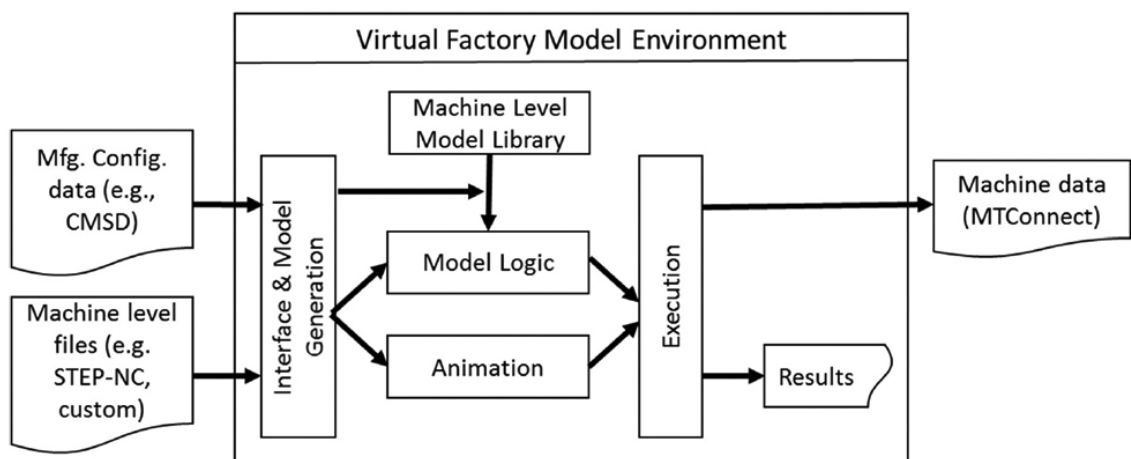 Virtual Factory Model Environment
Mfg. Config.
data (e.g.,
CMSD)
Machine level
files (e.g.
STEP-NC,
custom)
Interface & Model
Generation
Machine Level
Model Library
Model Logic
Animation
Execution
Machine data
(MTConnect)
Results